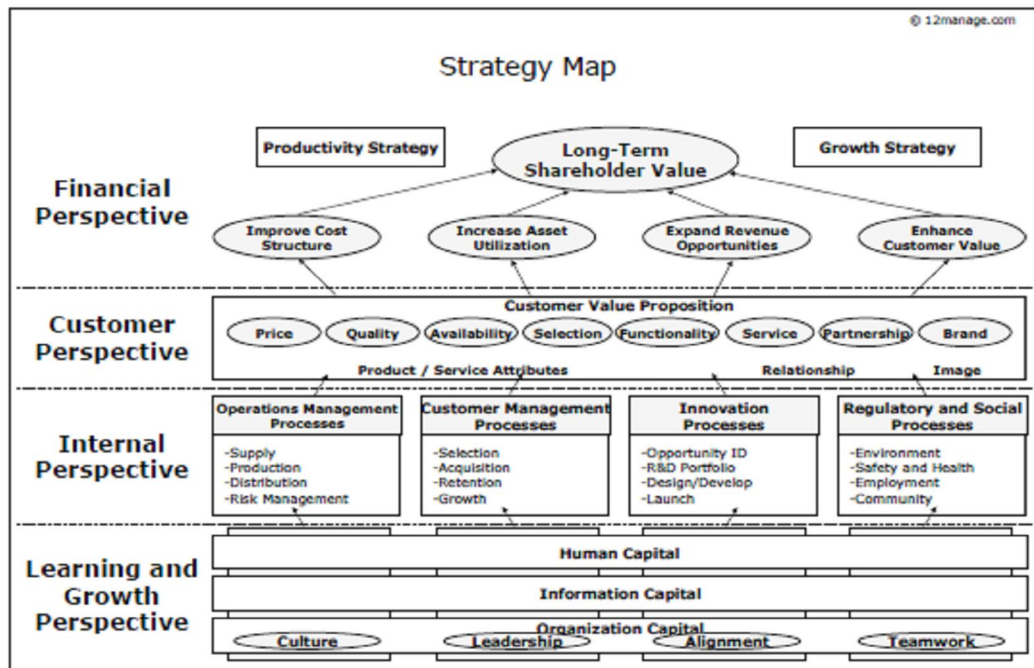 © 12manage.com
Strategy Map
Productivity Strategy
Long-Term
Shareholder Value
Growth Strategy
Financial
Perspective
Improve Cost
Structure
Increase Asset
Utilization
Expand Revenue
Opportunities
Enhance
Customer Value
Customer
Perspective
Customer Value Proposition
Price
Quality
Availability
Selection
Functionality
Service
Partnership
Brand
Product / Service Attributes
Relationship
Image
Internal
Perspective
Operations Management
Processes
-Supply
-Production
-Distribution
-Risk Management
Customer Management
Processes
-Selection
-Acquisition
-Retention
-Growth
Innovation
Processes
-Opportunity ID
-R&D Portfolio
-Design/Develop
-Launch
Regulatory and Social
Processes
-Environment
-Safety and Health
-Employment
-Community
Learning and
Growth
Perspective
Human Capital
Information Capital
Organization Capital
Culture
Leadership
Alignment
Teamwork